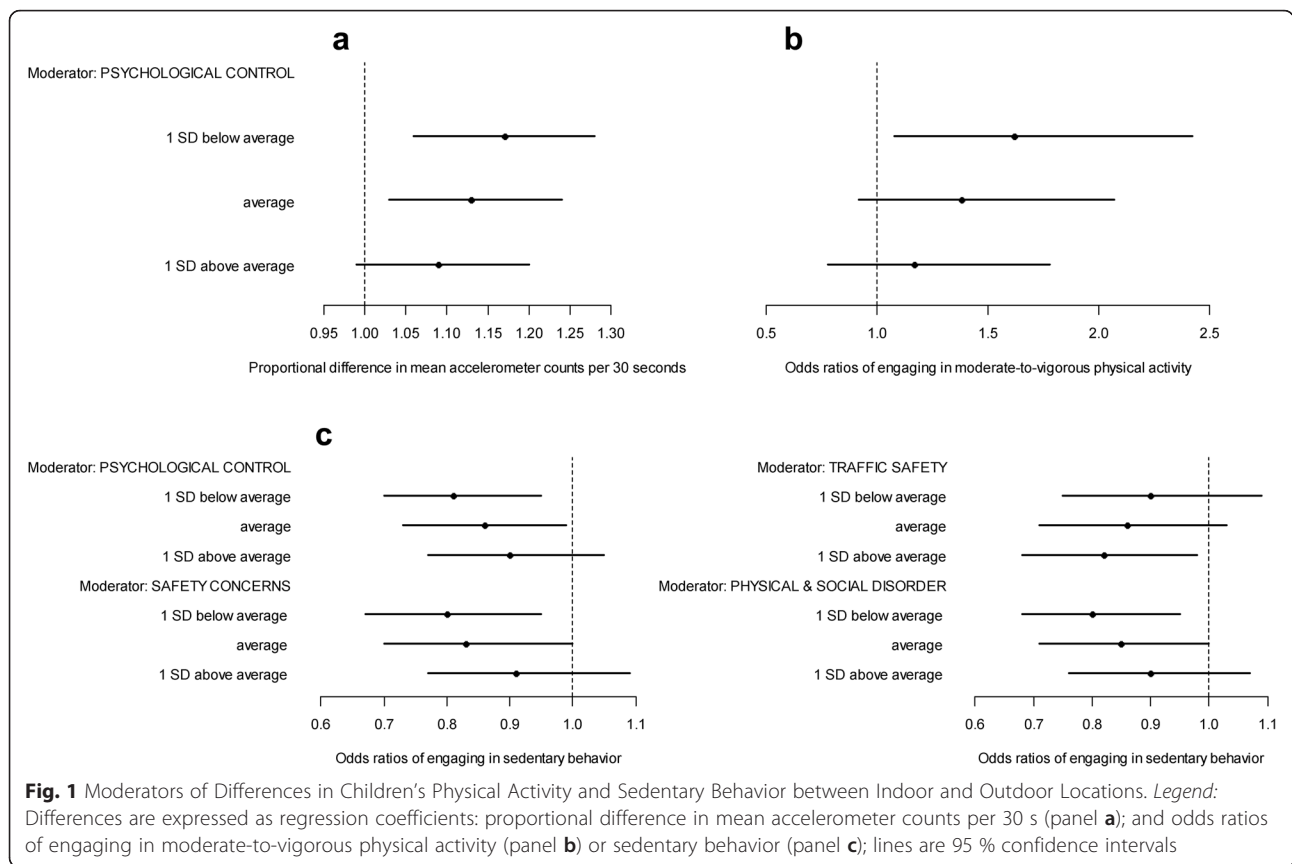 a
b
Moderator: PSYCHOLOGICAL CONTROL
1 SD below average
average
1 SD above average
0.95 1.00 1.05 1.10 1.15 1.20 1.25 1.30
Proportional difference in mean accelerometer counts per 30 seconds
0.5 1.0 1.5 2.0 2.5
Odds ratios of engaging in moderate-to-vigorous physical activity
c
Moderator: PSYCHOLOGICAL CONTROL
1 SD below average
average
1 SD above average
Moderator: SAFETY CONCERNS
1 SD below average
average
1 SD above average
0.6 0.7 0.8 0.9 1.0 1.1
Odds ratios of engaging in sedentary behavior
Moderator: TRAFFIC SAFETY
1 SD below average
average
1 SD above average
Moderator: PHYSICAL & SOCIAL DISORDER
1 SD below average
average
1 SD above average
0.6 0.7 0.8 0.9 1.0 1.1
Odds ratios of engaging in sedentary behavior
Fig. 1 Moderators of Differences in Children's Physical Activity and Sedentary Behavior between Indoor and Outdoor Locations. Legend:
Differences are expressed as regression coefficients: proportional difference in mean accelerometer counts per 30 s (panel a); and odds ratios
of engaging in moderate-to-vigorous physical activity (panel b) or sedentary behavior (panel c); lines are 95 % confidence intervals